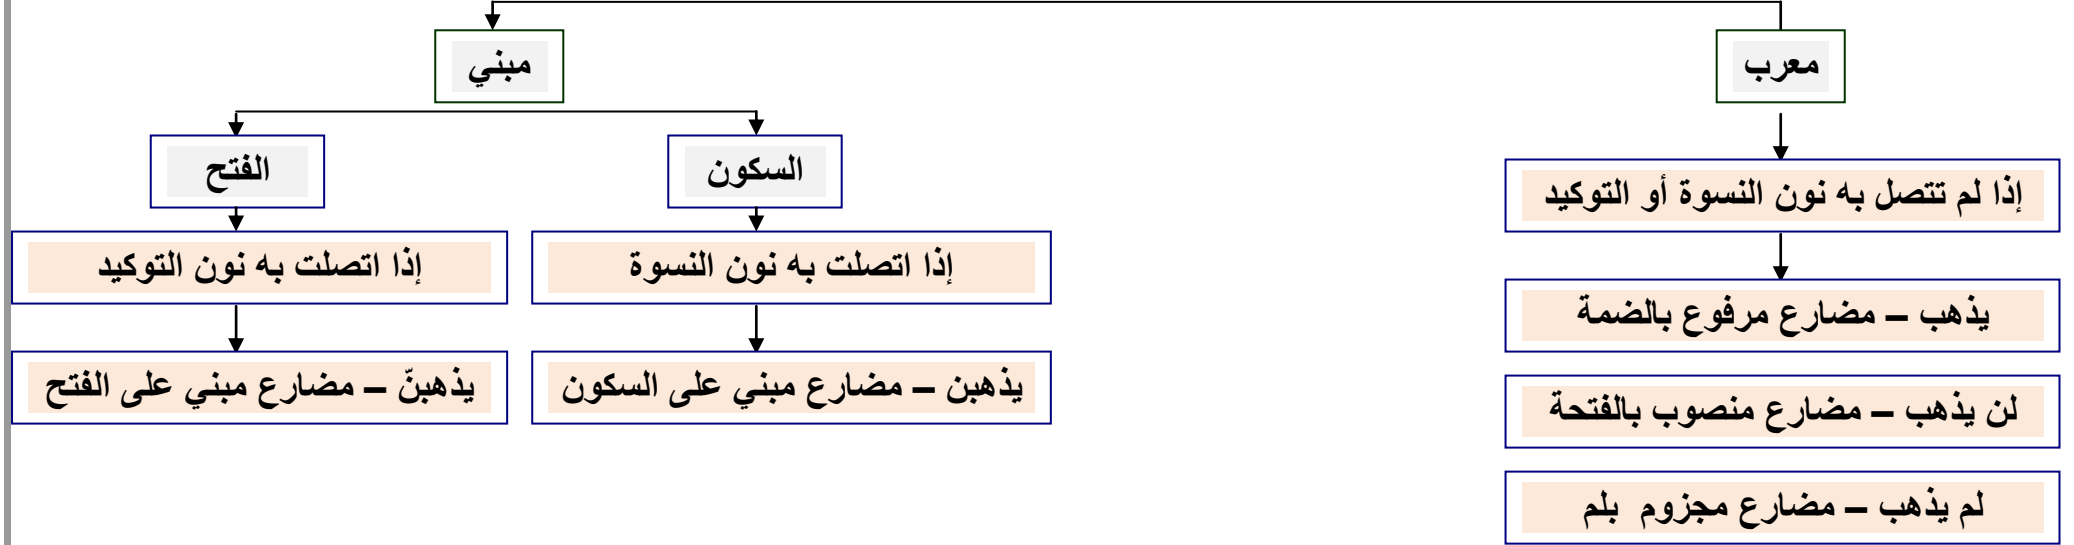 معرب
إذا لم تتصل به نون النسوة أو التوكيد
يذهب – مضارع مرفوع بالضمة
لن يذهب – مضارع منصوب بالفتحة
لم يذهب – مضارع مجزوم بلم
مبني
السكون
إذا اتصلت به نون النسوة
يذهبن – مضارع مبني على السكون
الفتح
إذا اتصلت به نون التوكيد
يذهبنّ – مضارع مبني على الفتح